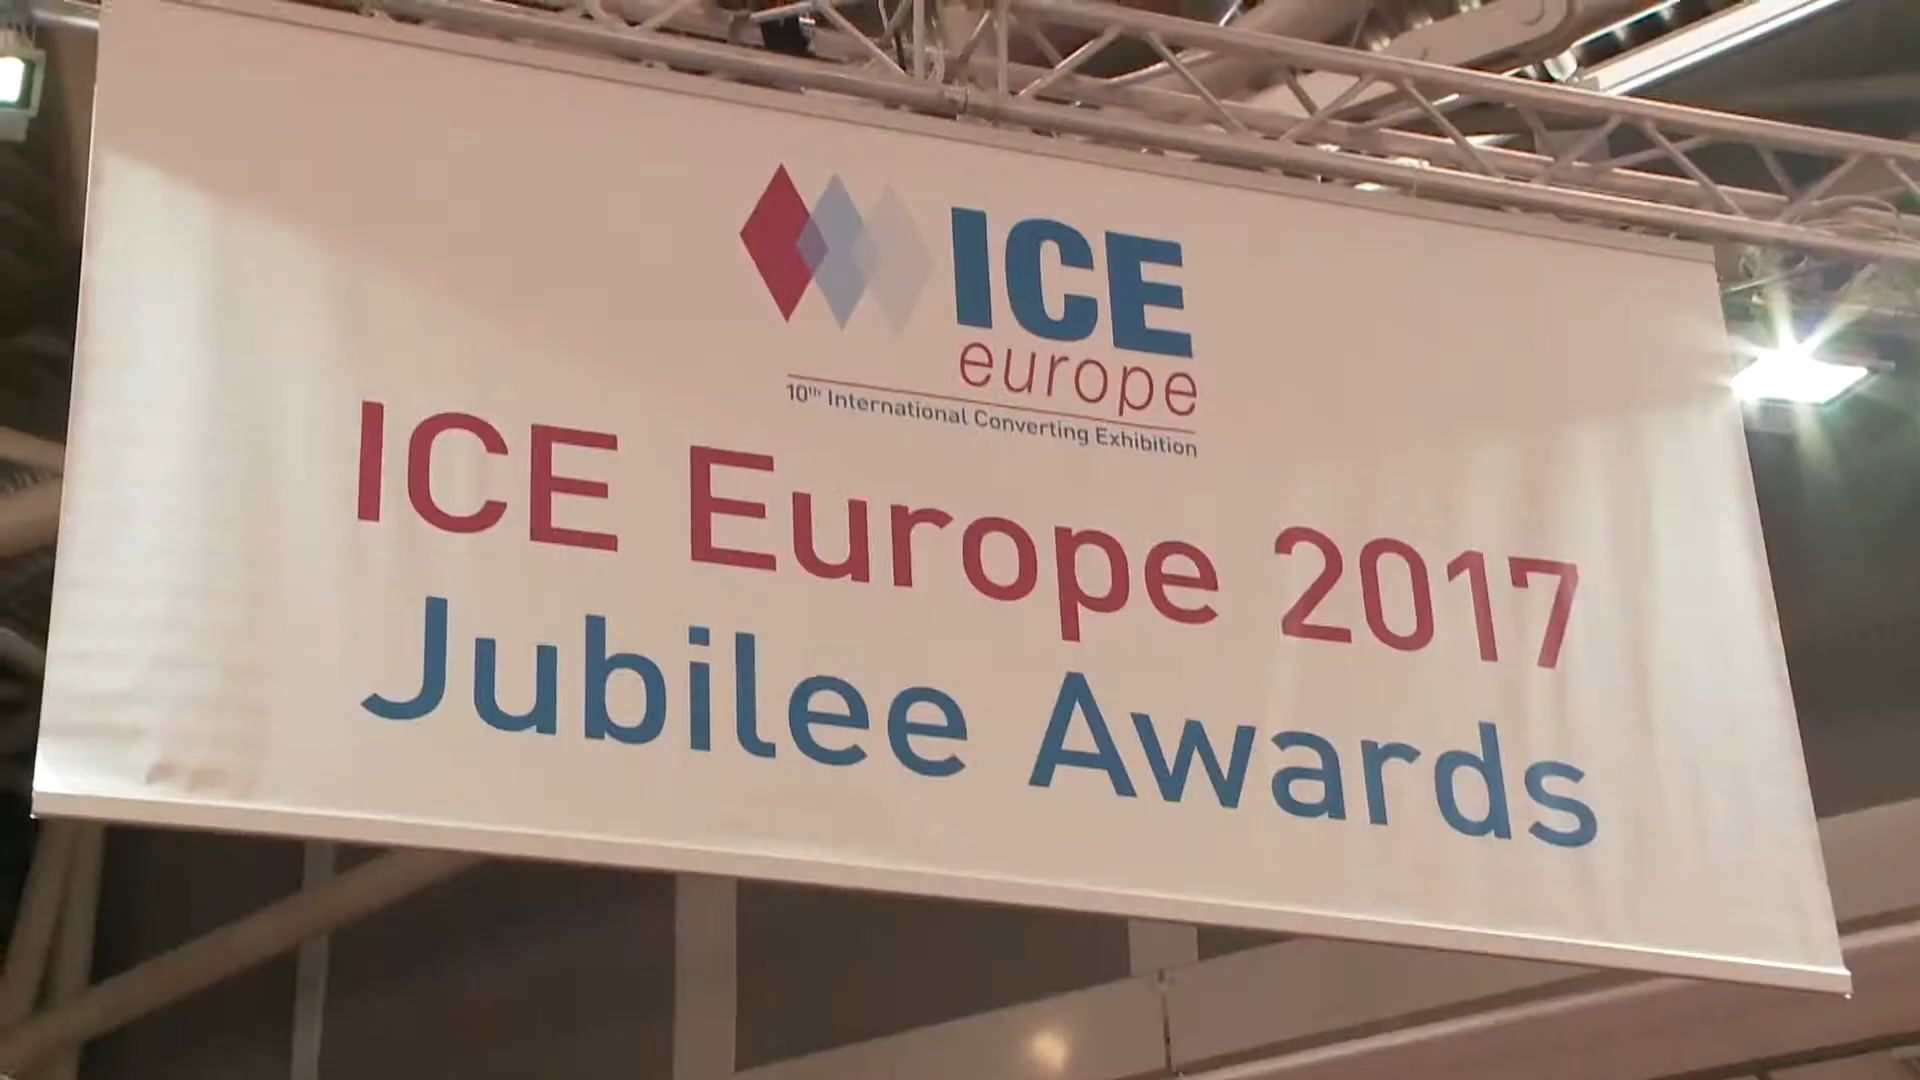 ICE
europe
10th International Converting Exhibition
ICE Europe 2017
Jubilee Awards